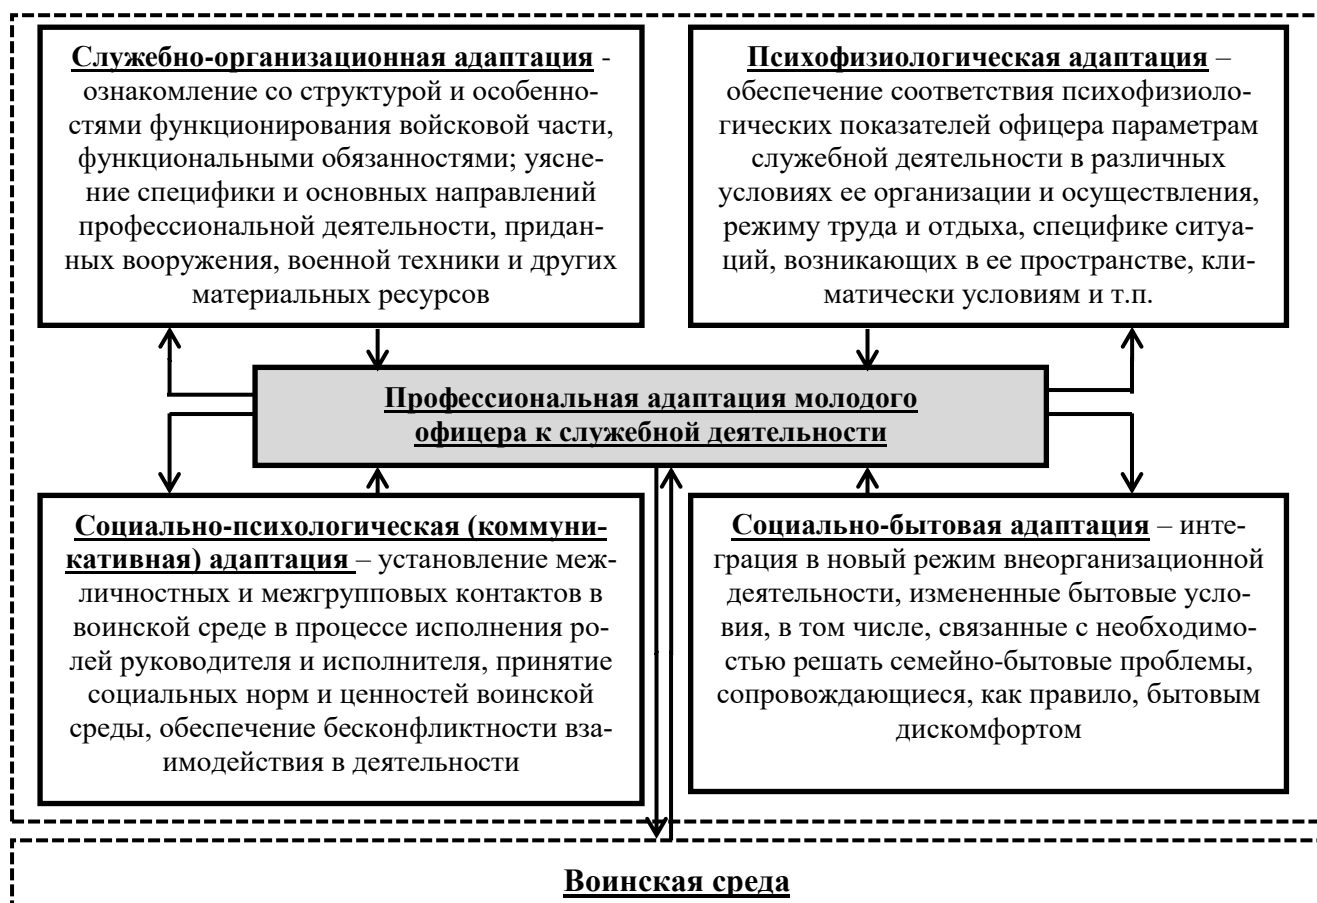 Служебно-организационная адаптация -
ознакомление со структурой и особенно-
стями функционирования войсковой части,
функциональными обязанностями; уясне-
ние специфики и основных направлений
профессиональной деятельности, придан-
ных вооружения, военной техники и других
материальных ресурсов
Психофизиологическая адаптация –
обеспечение соответствия психофизиоло-
гических показателей офицера параметрам
служебной деятельности в различных
условиях ее организации и осуществления,
режиму труда и отдыха, специфике ситуа-
ций, возникающих в ее пространстве, кли-
матически условиям и т.п.
Профессиональная адаптация молодого
офицера к служебной деятельности
Социально-психологическая (коммуни-
кативная) адаптация – установление меж-
личностных и межгрупповых контактов в
воинской среде в процессе исполнения ро-
лей руководителя и исполнителя, принятие
социальных норм и ценностей воинской
среды, обеспечение бесконфликтности вза-
имодействия в деятельности
Социально-бытовая адаптация – инте-
грация в новый режим внеорганизационной
деятельности, измененные бытовые усло-
вия, в том числе, связанные с необходимо-
стью решать семейно-бытовые проблемы,
сопровождающиеся, как правило, бытовым
дискомфортом
Воинская среда